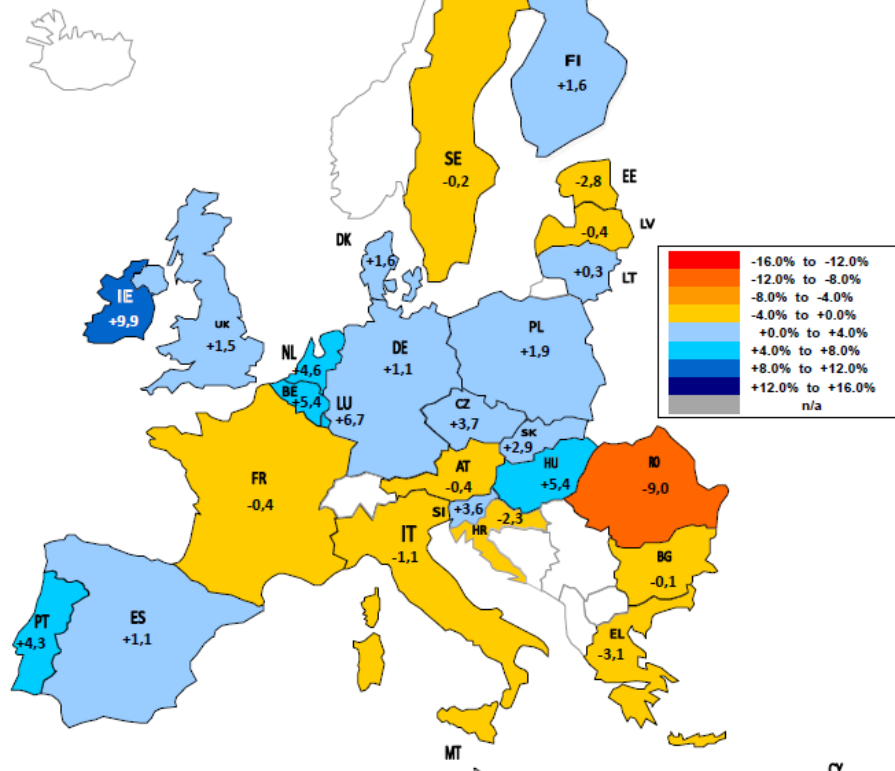 FI
+1,6
SE
-0,2
EE
-2,8
LV
-0,4
DK
+1,6
LT
+0,3
-16.0% to -12.0%
-12.0% to -8.0%
-8.0% to -4.0%
-4.0% to +0.0%
+0.0% to +4.0%
+4.0% to +8.0%
+8.0% to +12.0%
+12.0% to +16.0%
n/a
IE
+9,9
UK
+1,5
NL
+4,6
DE
+1,1
PL
+1,9
BE
+5,4
LU
+6,7
CZ
+3,7
SK
+2,9
FR
-0,4
AT
-0,4
HU
+5,4
RO
-9,0
SI
+3,6
HR
-2,3
IT
-1,1
BG
-0,1
PT
+4,3
ES
+1,1
EL
-3,1
MT
CY